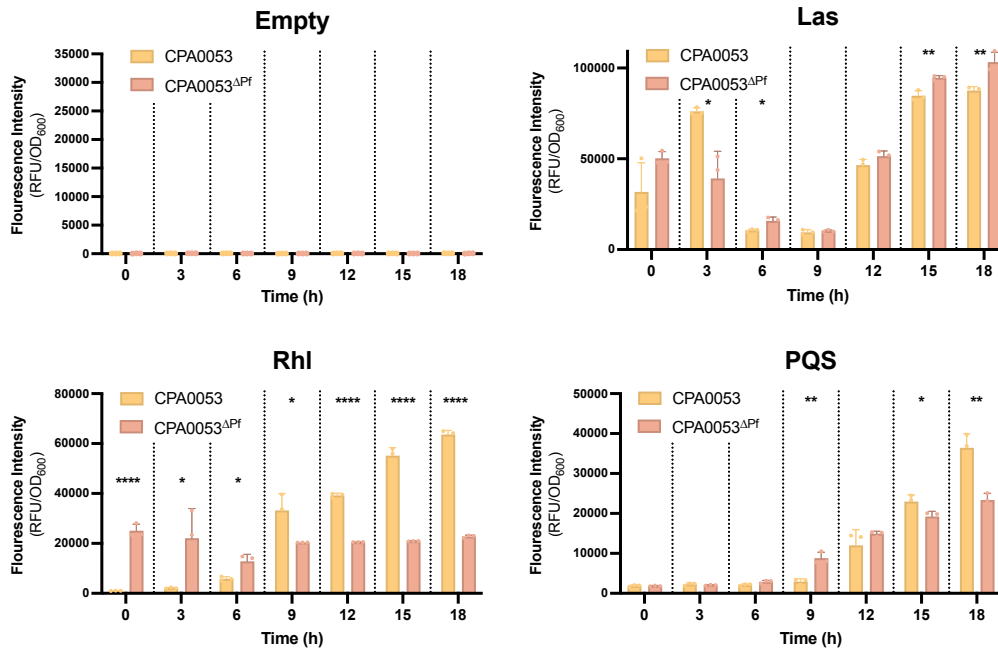 Empty
Flourescence Intensity
(RFU/OD600)
35000
30000
25000
20000
15000
10000
5000
0
CPA0053
CPA0053ΔPf
0 3 6 9 12 15 18
Time (h)
Las
Flourescence Intensity
(RFU/OD600)
100000
50000
0
CPA0053
CPA0053ΔPf
* * ** **
0 3 6 9 12 15 18
Time (h)
Rhl
Flourescence Intensity
(RFU/OD600)
80000
60000
40000
20000
0
CPA0053
CPA0053ΔPf
**** * * * **** **** ****
0 3 6 9 12 15 18
Time (h)
PQS
Flourescence Intensity
(RFU/OD600)
50000
40000
30000
20000
10000
0
CPA0053
CPA0053ΔPf
** * **
0 3 6 9 12 15 18
Time (h)